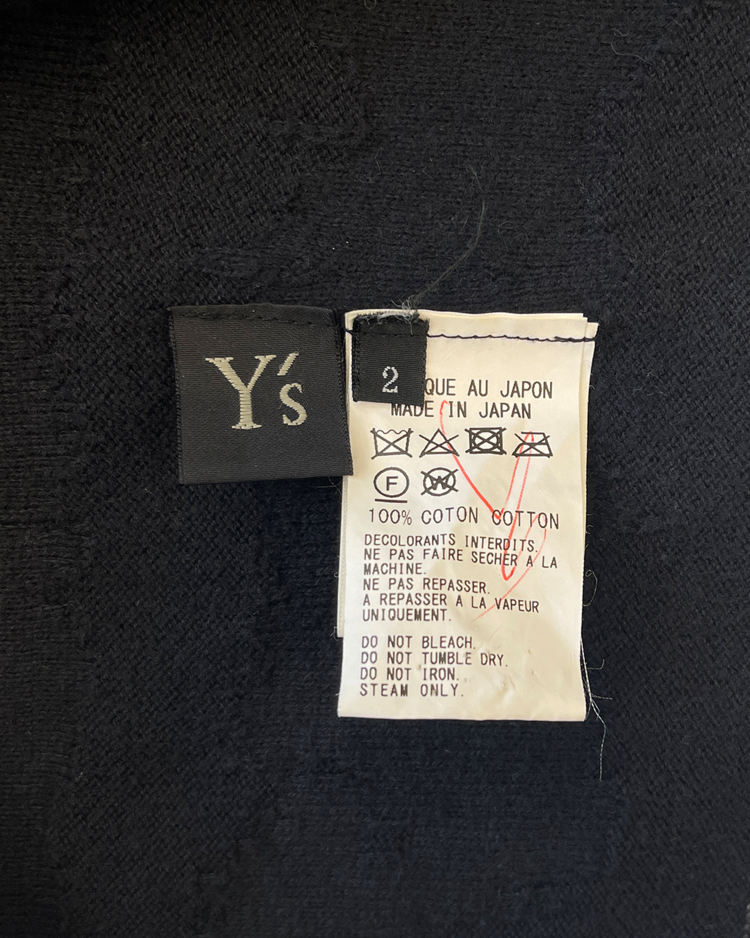 Y's
2
QUE AU JAPON
MADE IN JAPAN
F W
100% COTON COTTON
DECOLORANTS INTERDITS.
NE PAS FAIRE SECHER A LA
MACHINE.
NE PAS REPASSER.
A REPASSER A LA VAPEUR
UNIQUEMENT.
DO NOT BLEACH.
DO NOT TUMBLE DRY.
DO NOT IRON.
STEAM ONLY.